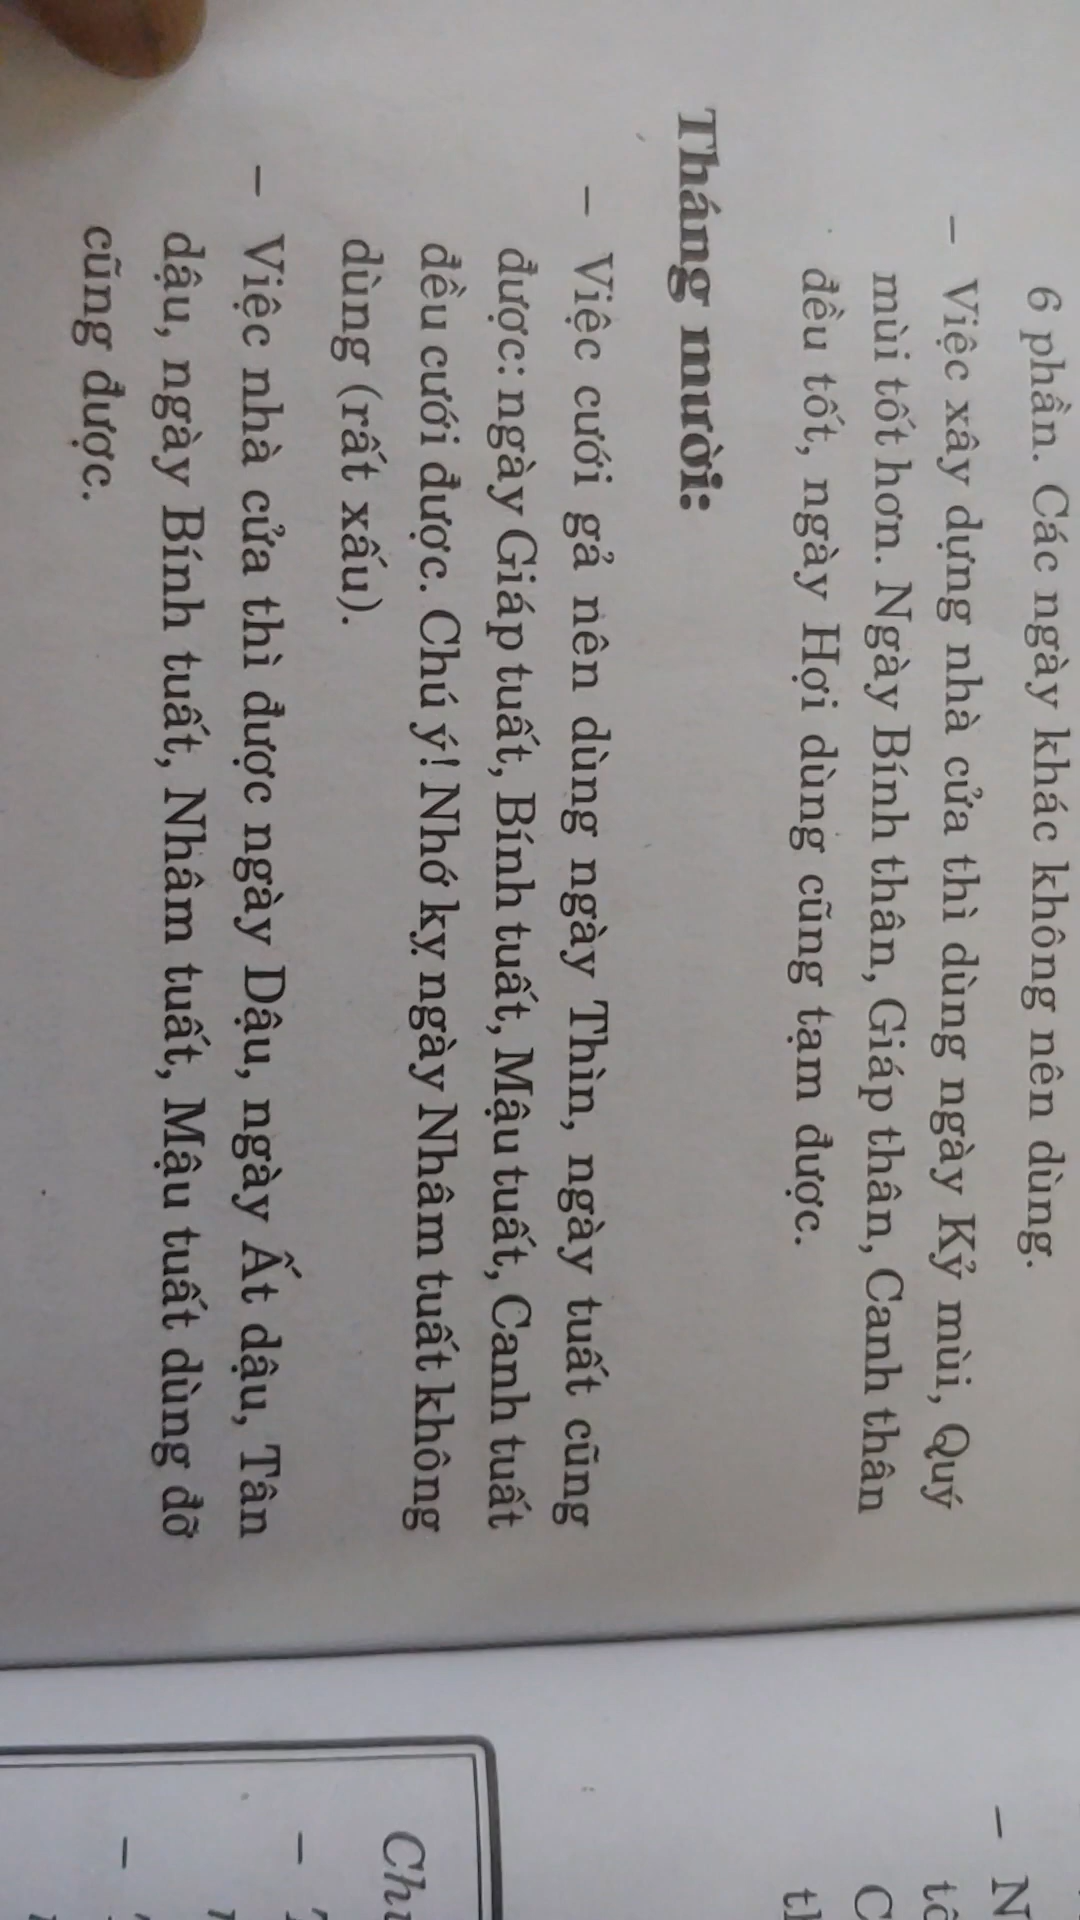 6 phần. Các ngày khác không nên dùng.
– Việc xây dựng nhà cửa thì dùng ngày Kỷ mùi, Quý
mùi tốt hơn. Ngày Bính thân, Giáp thân, Canh thân
đều tốt, ngày Hợi dùng cũng tạm được.
Tháng mười:
– Việc cưới gả nên dùng ngày Thìn, ngày tuất cũng
được: ngày Giáp tuất, Bính tuất, Mậu tuất, Canh tuất
đều cưới được. Chú ý! Nhớ kỵ ngày Nhâm tuất không
dùng (rất xấu).
– Việc nhà cửa thì được ngày Dậu, ngày Ất dậu, Tân
dậu, ngày Bính tuất, Nhâm tuất, Mậu tuất dùng đỡ
cũng được.